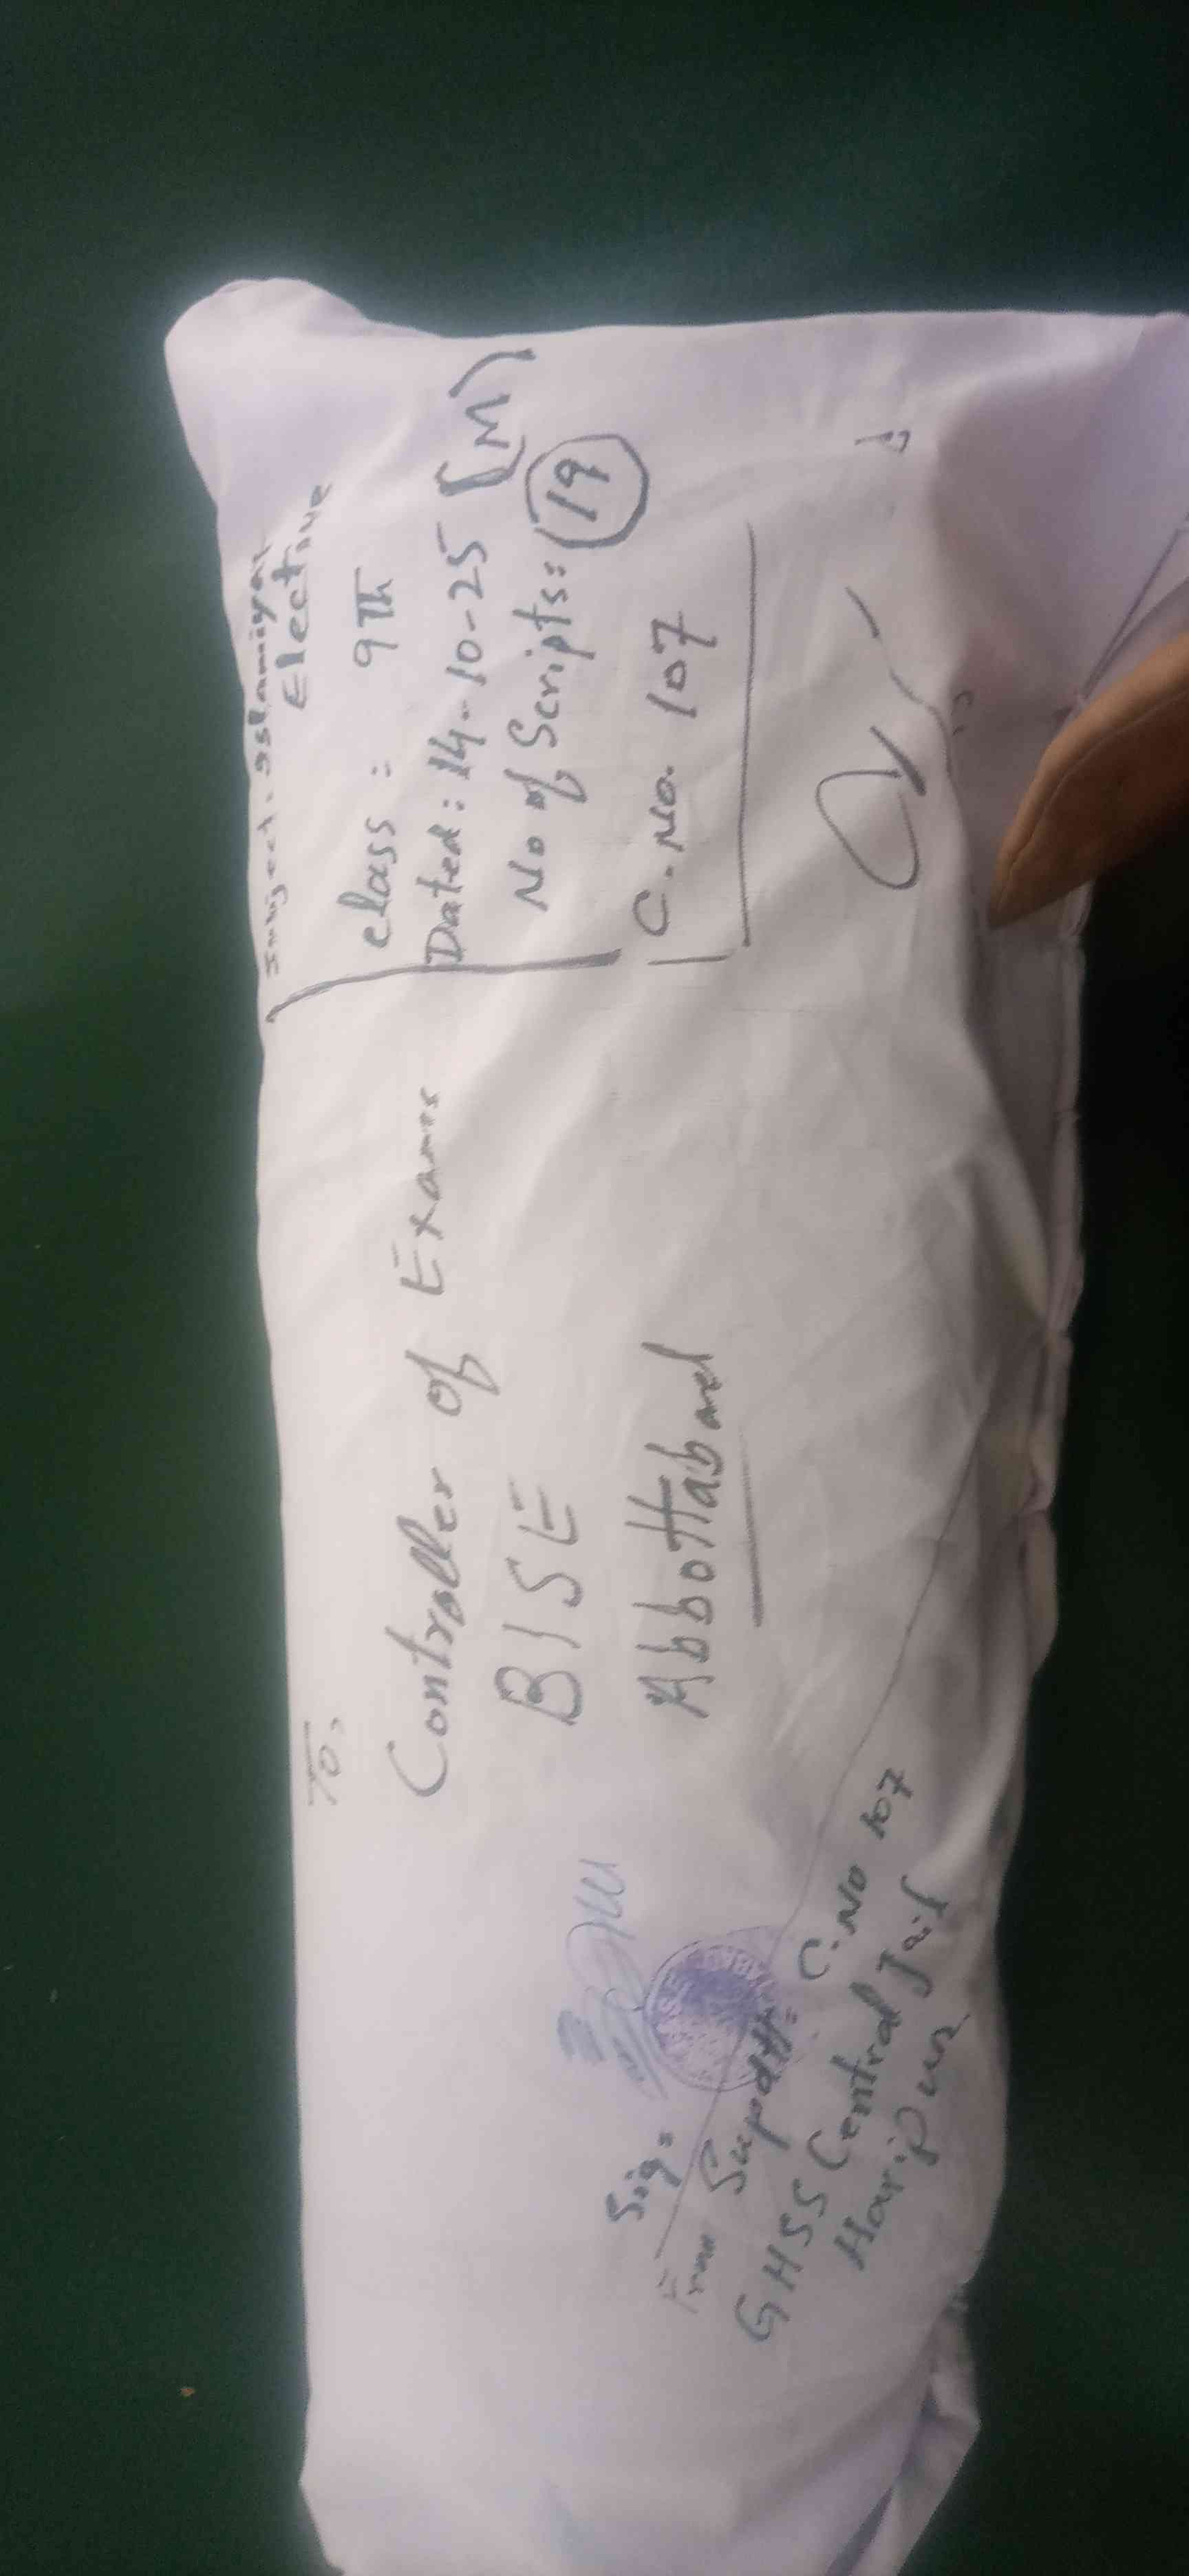 Subject: Islamiyat
Elective
Class: 9Th
Dated: 14-10-25 (M)
No of Scripts: 19
C.No. 107
To,
Controller of Exams
BISE
Abbottabad
Sig=
From Supdtt: C.No 107
GHSS Central Jail
Haripur